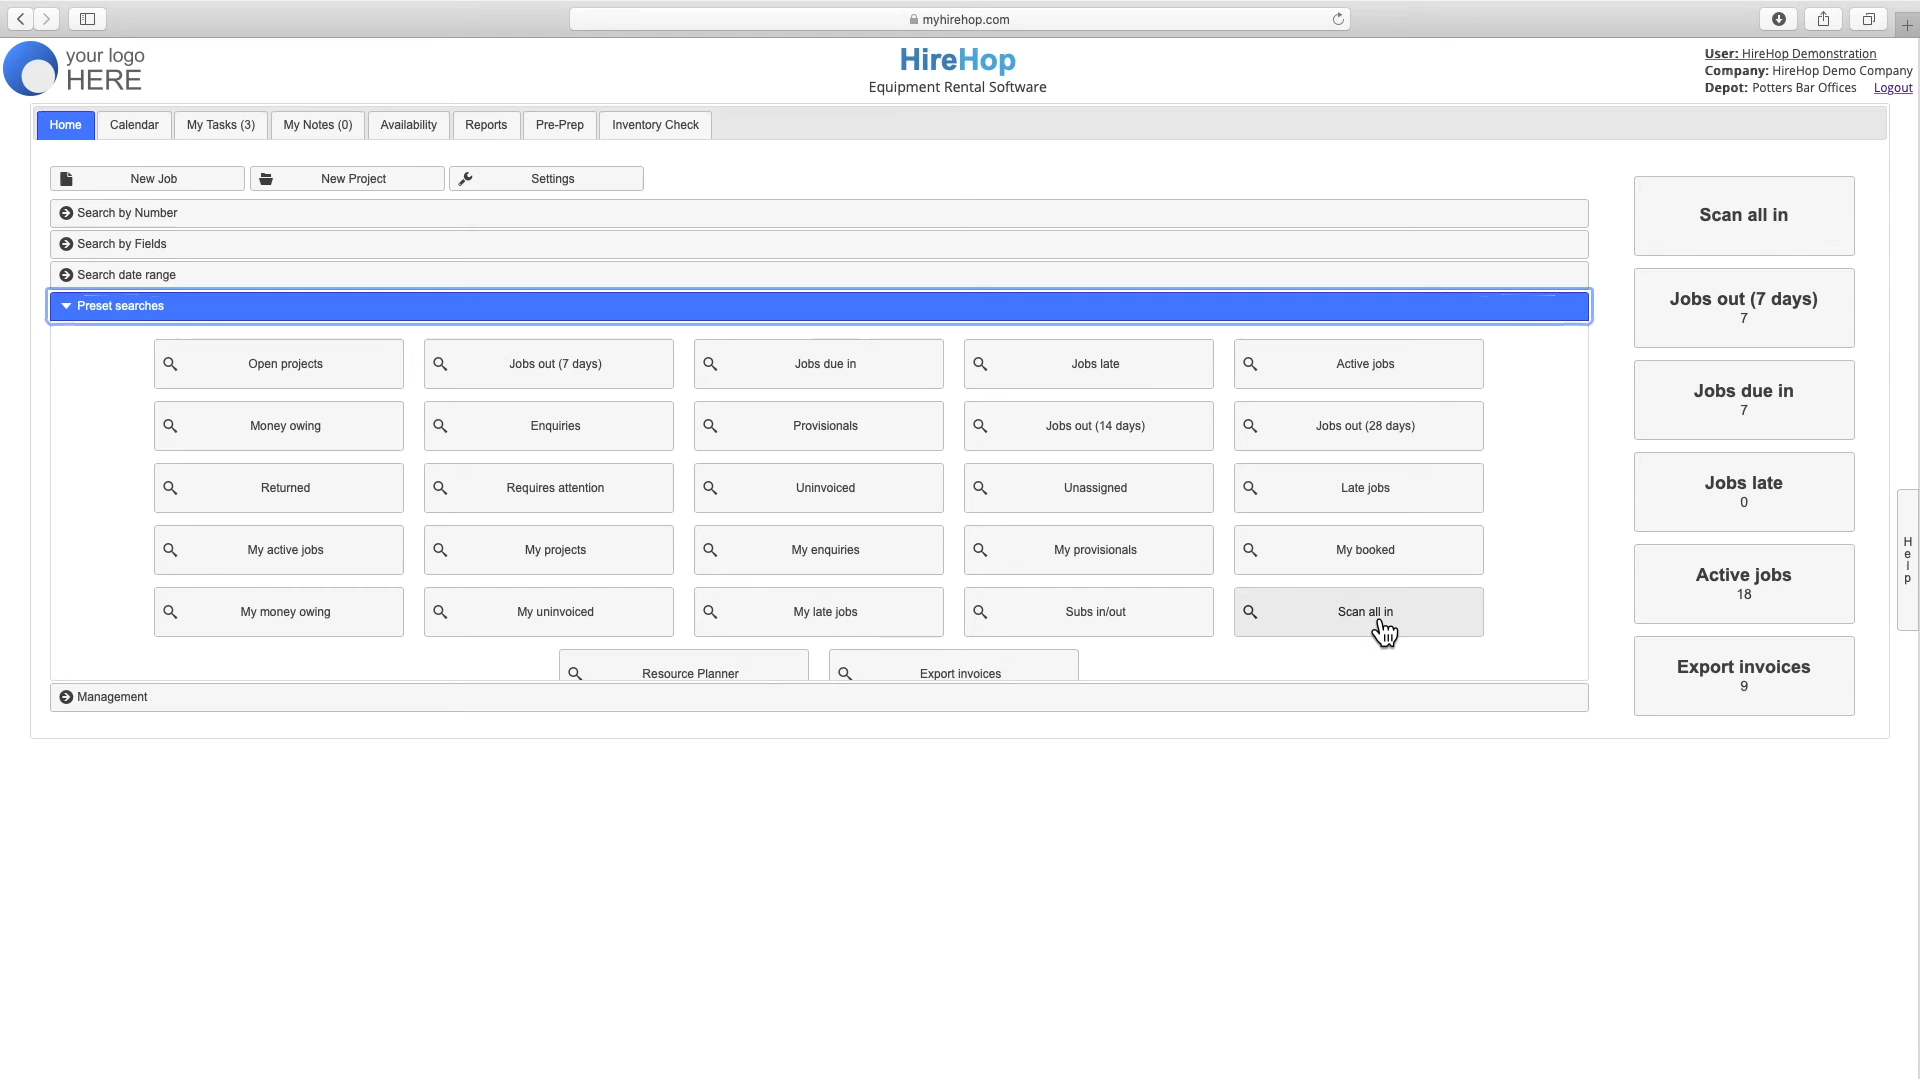 myhirehop.com
your logo
HERE
HireHop
Equipment Rental Software
User: HireHop Demonstration
Company: HireHop Demo Company
Depot: Potters Bar Offices Logout
Home Calendar My Tasks (3) My Notes (0) Availability Reports Pre-Prep Inventory Check
New Job New Project Settings
Search by Number
Search by Fields
Search date range
Preset searches
Open projects Jobs out (7 days) Jobs due in Jobs late Active jobs
Money owing Enquiries Provisionals Jobs out (14 days) Jobs out (28 days)
Returned Requires attention Uninvoiced Unassigned Late jobs
My active jobs My projects My enquiries My provisionals My booked
My money owing My uninvoiced My late jobs Subs in/out Scan all in
Resource Planner Export invoices
Management
Scan all in
Jobs out (7 days)
7
Jobs due in
7
Jobs late
0
Active jobs
18
Export invoices
9
Help